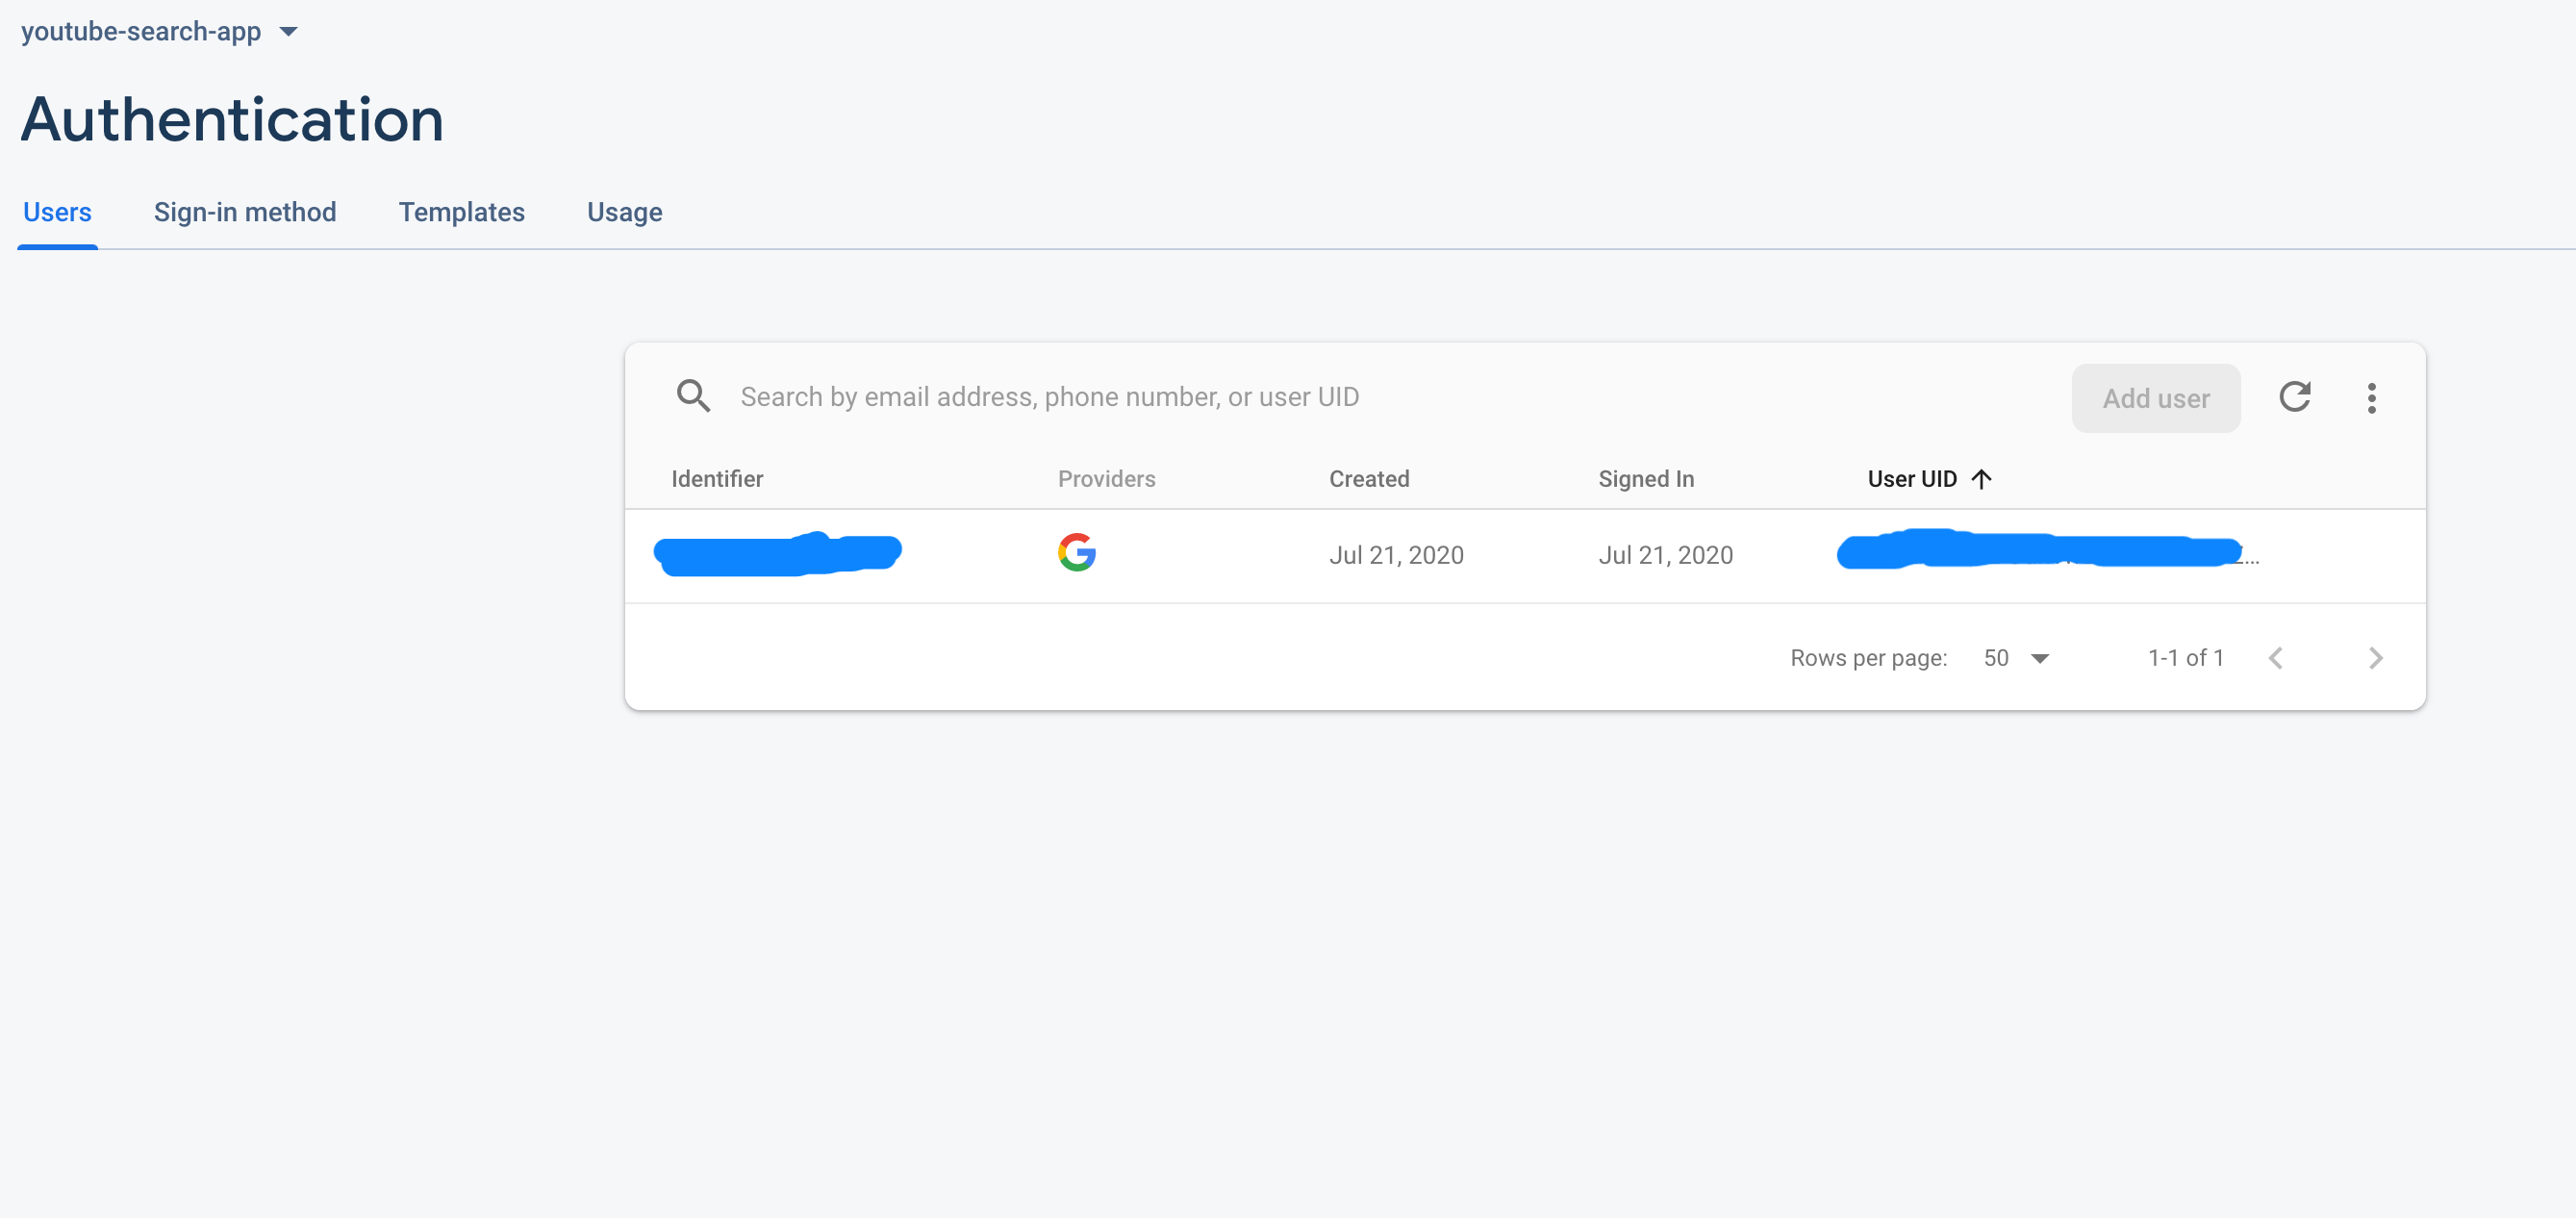 youtube-search-app
Authentication
Users Sign-in method Templates Usage
Search by email address, phone number, or user UID Add user
Identifier Providers Created Signed In User UID
Jul 21, 2020 Jul 21, 2020
Rows per page: 50 1-1 of 1